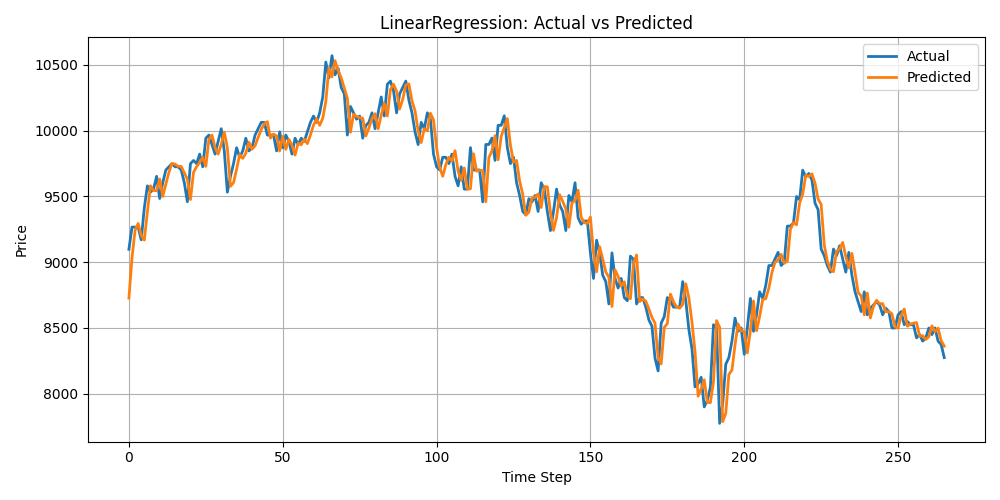 LinearRegression: Actual vs Predicted
Actual
Predicted
Price
10500
10000
9500
9000
8500
8000
0 50 100 150 200 250
Time Step